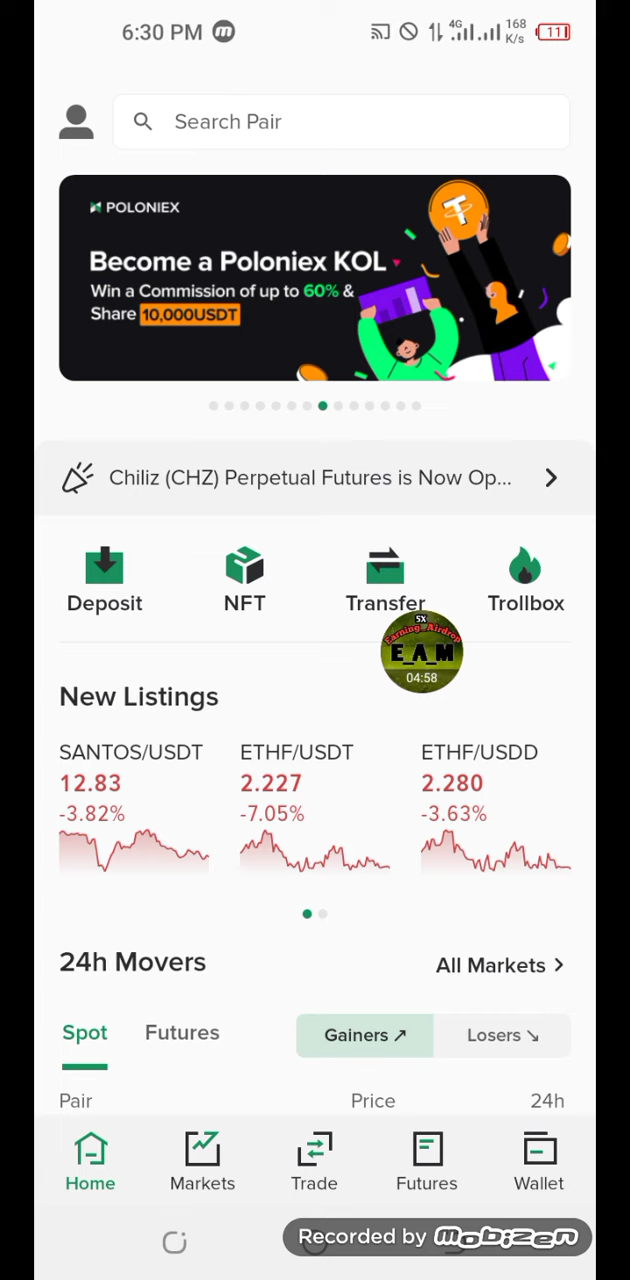 6:30 PM m 4G 168 K/s 11
Search Pair
POLONIEX
Become a Poloniex KOL
Win a Commission of up to 60% &
Share 10,000USDT
Chiliz (CHZ) Perpetual Futures is Now Op...
Deposit NFT Transfer Trollbox
5X
Earning Airdrop
E_A_M
04:58
New Listings
SANTOS/USDT ETHF/USDT ETHF/USDD
12.83 2.227 2.280
-3.82% -7.05% -3.63%
24h Movers All Markets
Spot Futures Gainers ↗ Losers ↘
Pair Price 24h
Home Markets Trade Futures Wallet
Recorded by mobizen